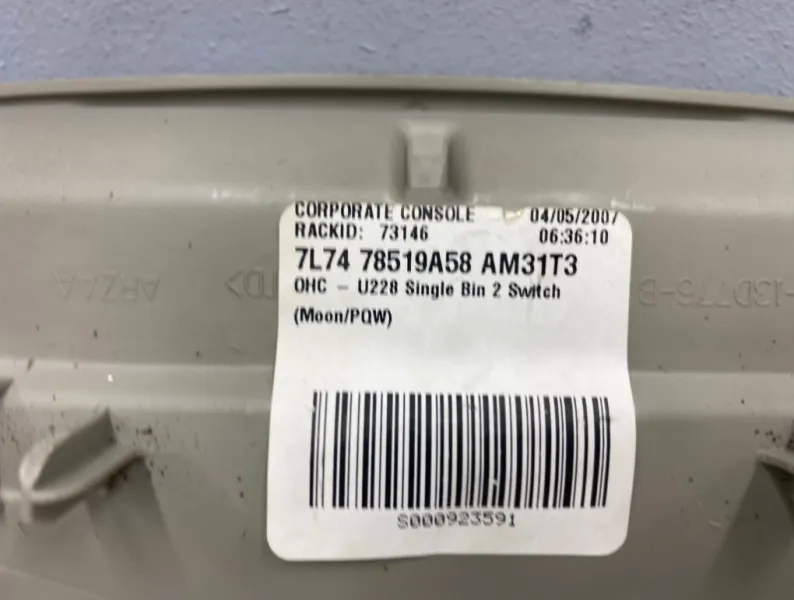 CORPORATE CONSOLE 04/05/2007
RACKID: 73146 06:36:10
7L74 78519A58 AM31T3
OHC - U228 Single Bin 2 Switch
(Moon/PQW)
S000923591